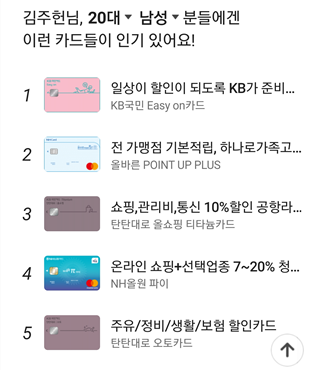 김주헌님, 20대 남성 분들에겐
이런 카드들이 인기 있어요!
1
일상이 할인이 되도록 KB가 준비...
KB국민 Easy on카드
2
전 가맹점 기본적립, 하나로가족고...
올바른 POINT UP PLUS
3
쇼핑,관리비,통신 10%할인 공항라...
탄탄대로 올쇼핑 티타늄카드
4
온라인 쇼핑+선택업종 7~20% 청...
NH올원 파이
5
주유/정비/생활/보험 할인카드
탄탄대로 오토카드